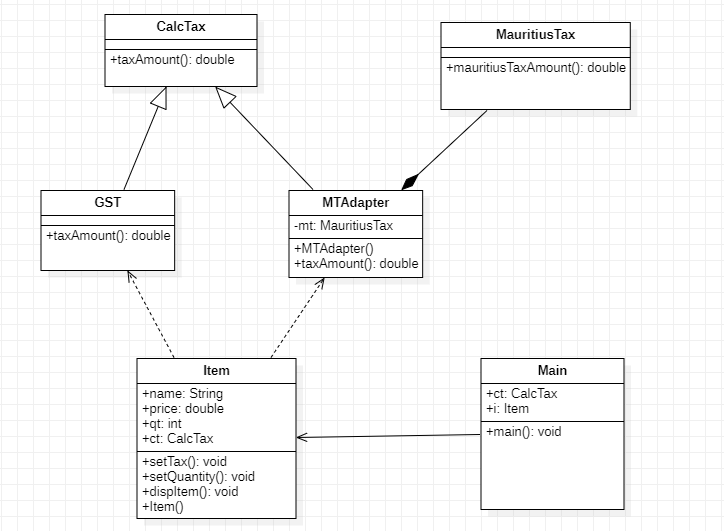 CalcTax
+taxAmount(): double
MauritiusTax
+mauritiusTaxAmount(): double
GST
+taxAmount(): double
MTAdapter
-mt: MauritiusTax
+MTAdapter()
+taxAmount(): double
Item
+name: String
+price: double
+qt: int
+ct: CalcTax
+setTax(): void
+setQuantity(): void
+dispItem(): void
+Item()
Main
+ct: CalcTax
+i: Item
+main(): void